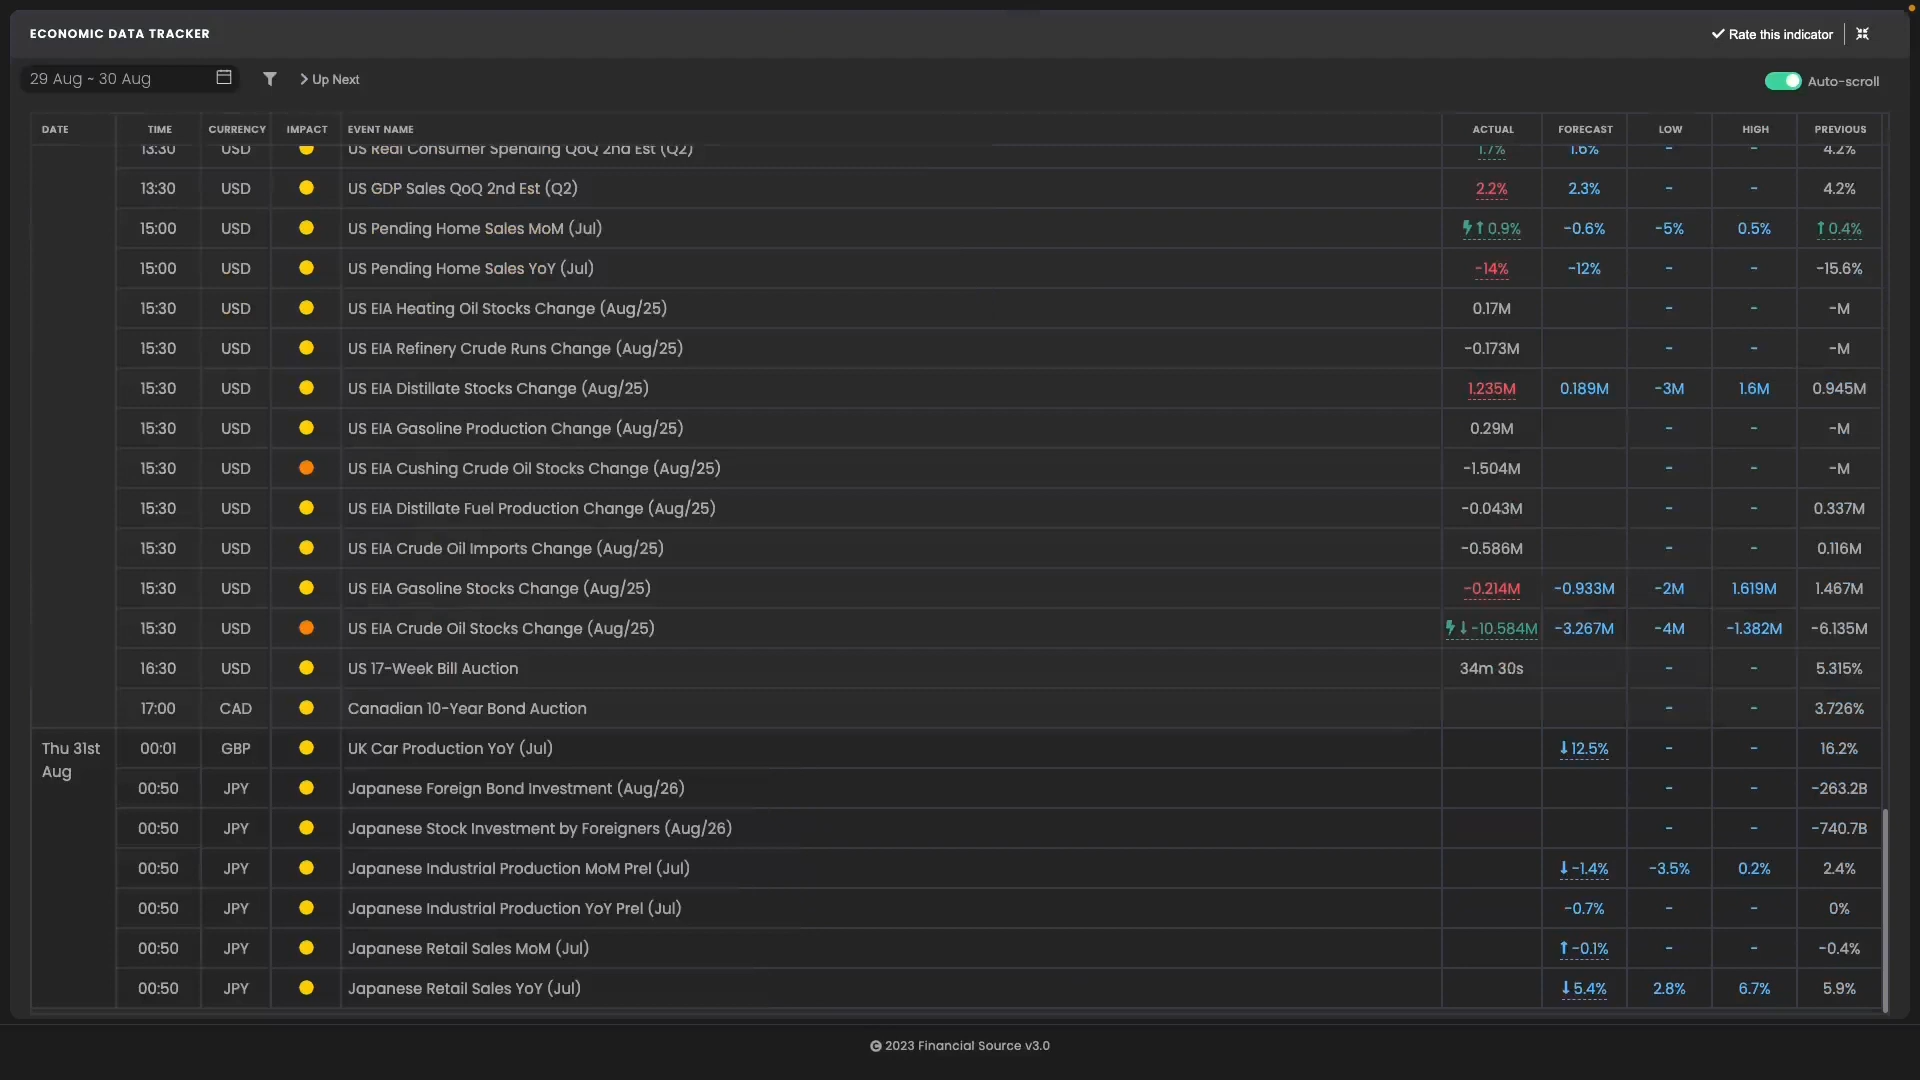 ECONOMIC DATA TRACKER
Rate this indicator
29 Aug ~ 30 Aug
Up Next
Auto-scroll
DATE TIME CURRENCY IMPACT EVENT NAME ACTUAL FORECAST LOW HIGH PREVIOUS
13:30 USD US Real Consumer Spending QoQ 2nd Est (Q2) 1.7% 1.6% - - 4.2%
13:30 USD US GDP Sales QoQ 2nd Est (Q2) 2.2% 2.3% - - 4.2%
15:00 USD US Pending Home Sales MoM (Jul) ↑ 0.9% -0.6% -5% 0.5% ↑ 0.4%
15:00 USD US Pending Home Sales YoY (Jul) -14% -12% - - -15.6%
15:30 USD US EIA Heating Oil Stocks Change (Aug/25) 0.17M - - -M
15:30 USD US EIA Refinery Crude Runs Change (Aug/25) -0.173M - - -M
15:30 USD US EIA Distillate Stocks Change (Aug/25) 1.235M 0.189M -3M 1.6M 0.945M
15:30 USD US EIA Gasoline Production Change (Aug/25) 0.29M - - -M
15:30 USD US EIA Cushing Crude Oil Stocks Change (Aug/25) -1.504M - - -M
15:30 USD US EIA Distillate Fuel Production Change (Aug/25) -0.043M - - 0.337M
15:30 USD US EIA Crude Oil Imports Change (Aug/25) -0.586M - - 0.116M
15:30 USD US EIA Gasoline Stocks Change (Aug/25) -0.214M -0.933M -2M 1.619M 1.467M
15:30 USD US EIA Crude Oil Stocks Change (Aug/25) ↓ -10.584M -3.267M -4M -1.382M -6.135M
16:30 USD US 17-Week Bill Auction 34m 30s - - 5.315%
17:00 CAD Canadian 10-Year Bond Auction - - 3.726%
Thu 31st Aug 00:01 GBP UK Car Production YoY (Jul) ↓ 12.5% - - 16.2%
00:50 JPY Japanese Foreign Bond Investment (Aug/26) - - -263.2B
00:50 JPY Japanese Stock Investment by Foreigners (Aug/26) - - -740.7B
00:50 JPY Japanese Industrial Production MoM Prel (Jul) ↓ -1.4% -3.5% 0.2% 2.4%
00:50 JPY Japanese Industrial Production YoY Prel (Jul) -0.7% - - 0%
00:50 JPY Japanese Retail Sales MoM (Jul) ↑ -0.1% - - -0.4%
00:50 JPY Japanese Retail Sales YoY (Jul) ↓ 5.4% 2.8% 6.7% 5.9%
© 2023 Financial Source v3.0